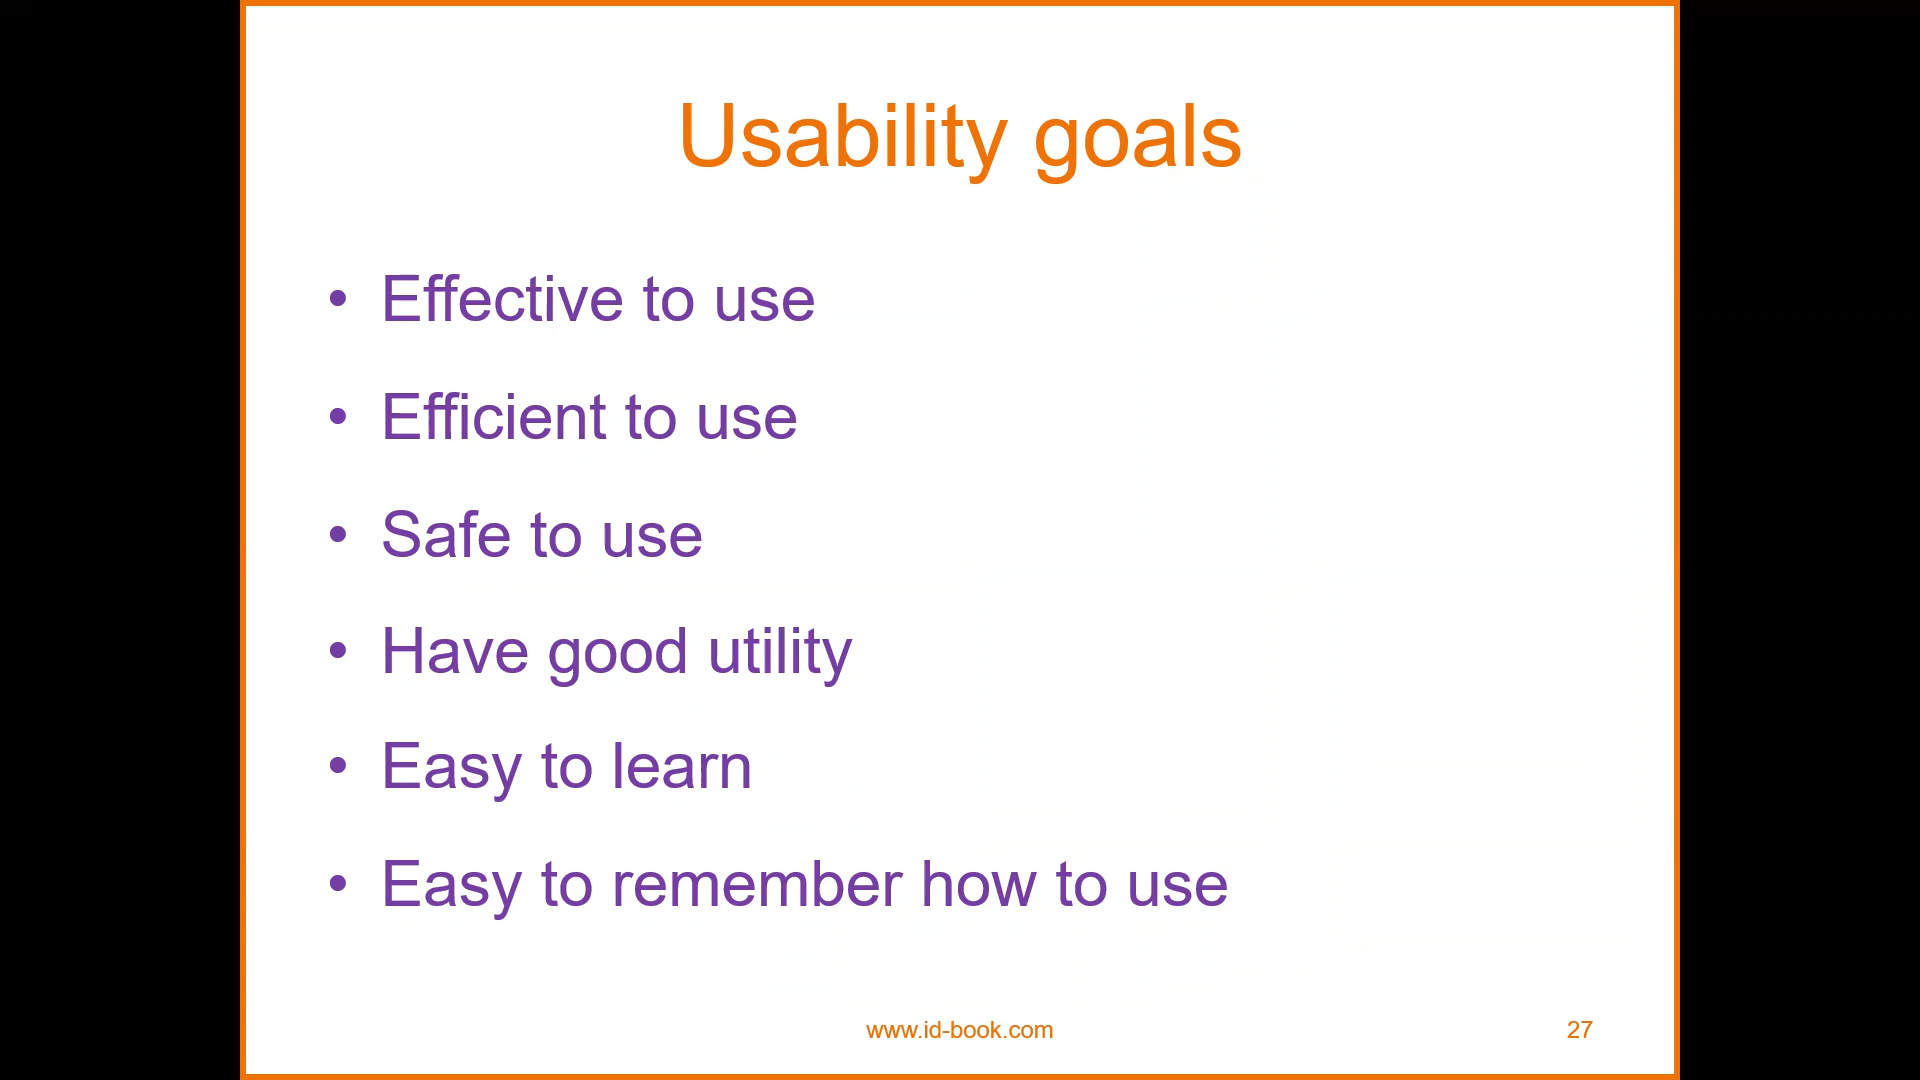 Usability goals
• Effective to use
• Efficient to use
• Safe to use
• Have good utility
• Easy to learn
• Easy to remember how to use
www.id-book.com
27